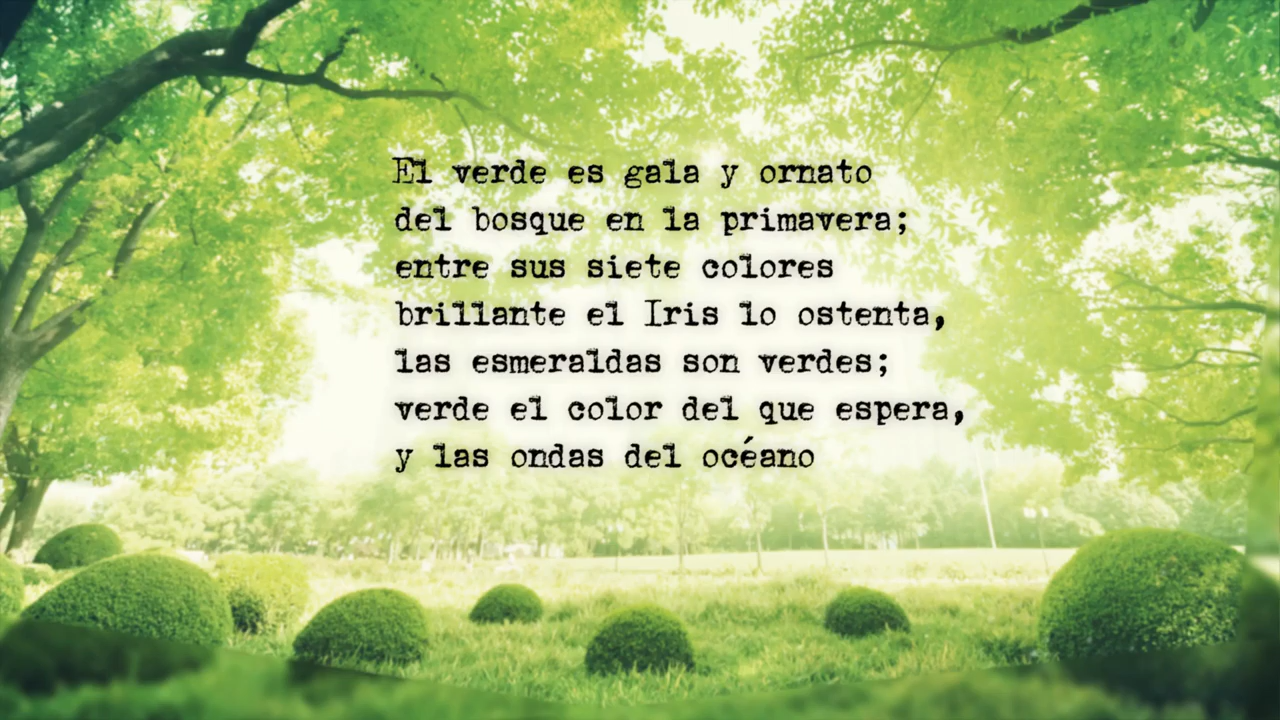 El verde es gala y ornato
del bosque en la primavera;
entre sus siete colores
brillante el Iris lo ostenta,
las esmeraldas son verdes;
verde el color del que espera,
y las ondas del océano